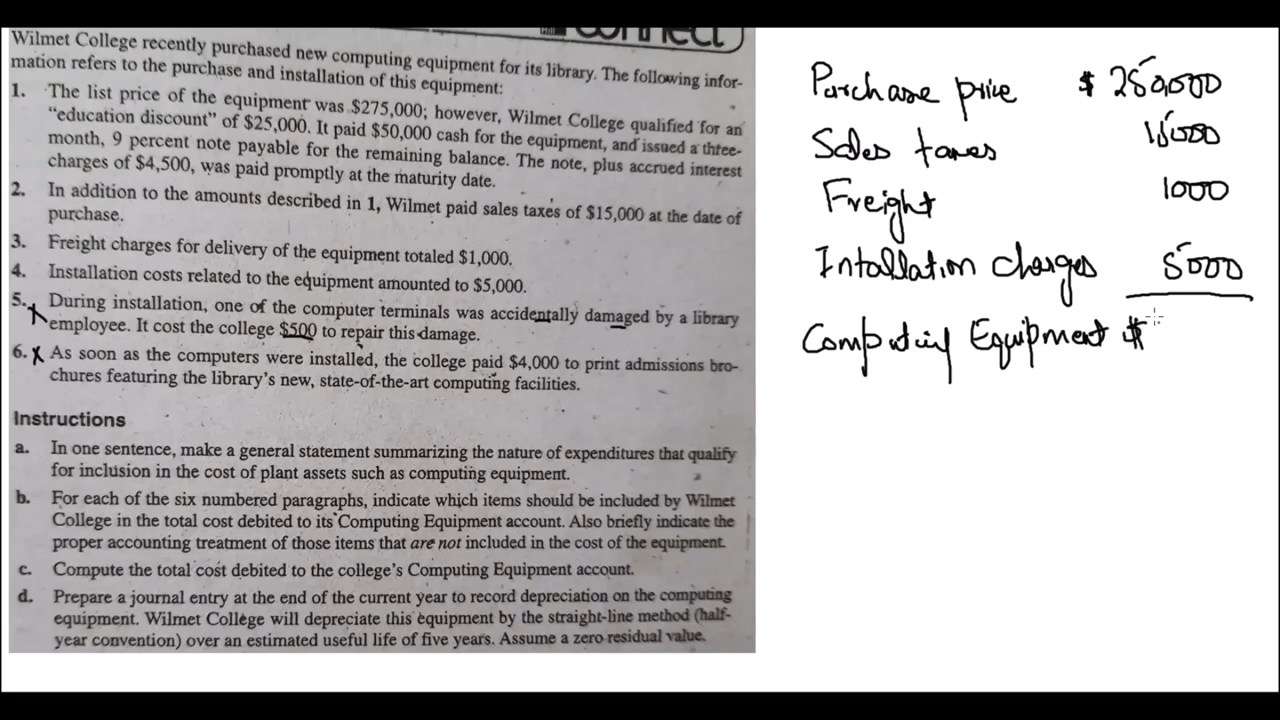 connect
Wilmet College recently purchased new computing equipment for its library. The following infor-
mation refers to the purchase and installation of this equipment:
1. The list price of the equipment was $275,000; however, Wilmet College qualified for an
“education discount” of $25,000. It paid $50,000 cash for the equipment, and issued a three-
month, 9 percent note payable for the remaining balance. The note, plus accrued interest
charges of $4,500, was paid promptly at the maturity date.
2. In addition to the amounts described in 1, Wilmet paid sales taxes of $15,000 at the date of
purchase.
3. Freight charges for delivery of the equipment totaled $1,000.
4. Installation costs related to the equipment amounted to $5,000.
5. During installation, one of the computer terminals was accidentally damaged by a library
employee. It cost the college $500 to repair this damage.
6. As soon as the computers were installed, the college paid $4,000 to print admissions bro-
chures featuring the library’s new, state-of-the-art computing facilities.
Instructions
a. In one sentence, make a general statement summarizing the nature of expenditures that qualify
for inclusion in the cost of plant assets such as computing equipment.
b. For each of the six numbered paragraphs, indicate which items should be included by Wilmet
College in the total cost debited to its Computing Equipment account. Also briefly indicate the
proper accounting treatment of those items that are not included in the cost of the equipment.
c. Compute the total cost debited to the college’s Computing Equipment account.
d. Prepare a journal entry at the end of the current year to record depreciation on the computing
equipment. Wilmet College will depreciate this equipment by the straight-line method (half-
year convention) over an estimated useful life of five years. Assume a zero residual value.
Purchase price $ 250,000
Sales taxes 15000
Freight 1000
Intallation charges 5000
Computing Equipment $